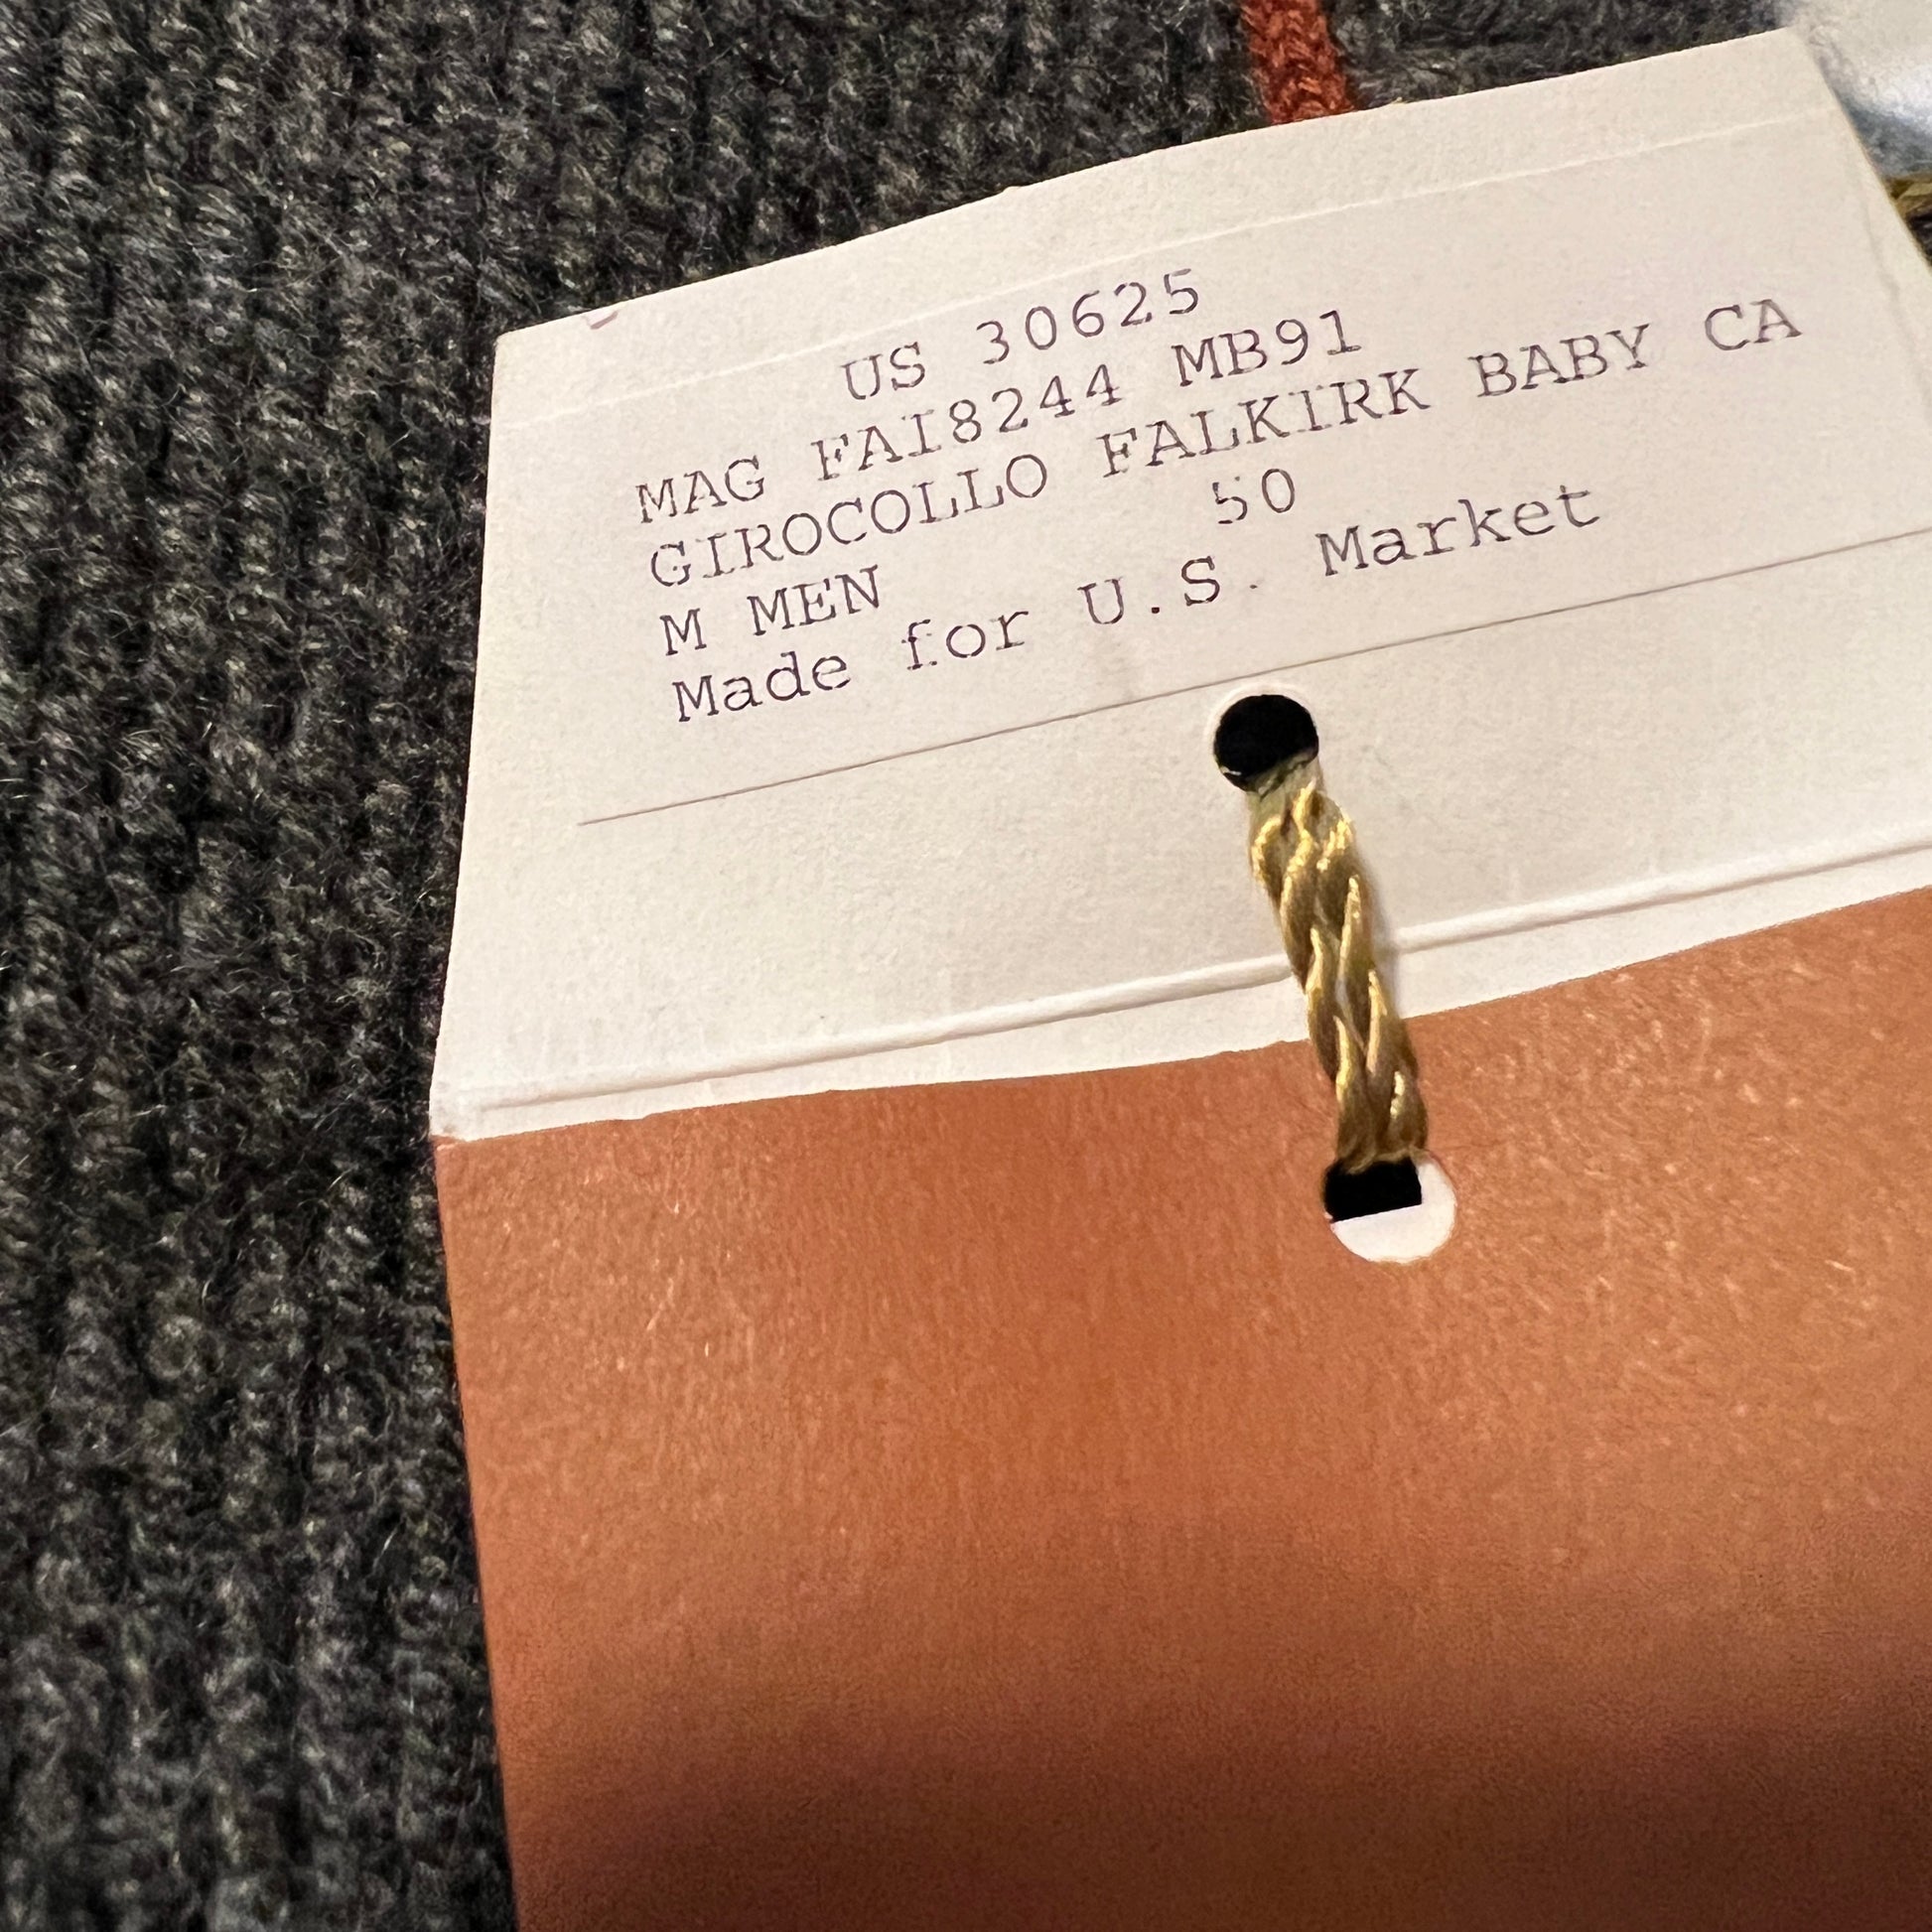 US 30625
MAG FAI8244 MB91
GIROCOLLO FALKIRK BABY CA
M MEN 50
Made for U.S. Market